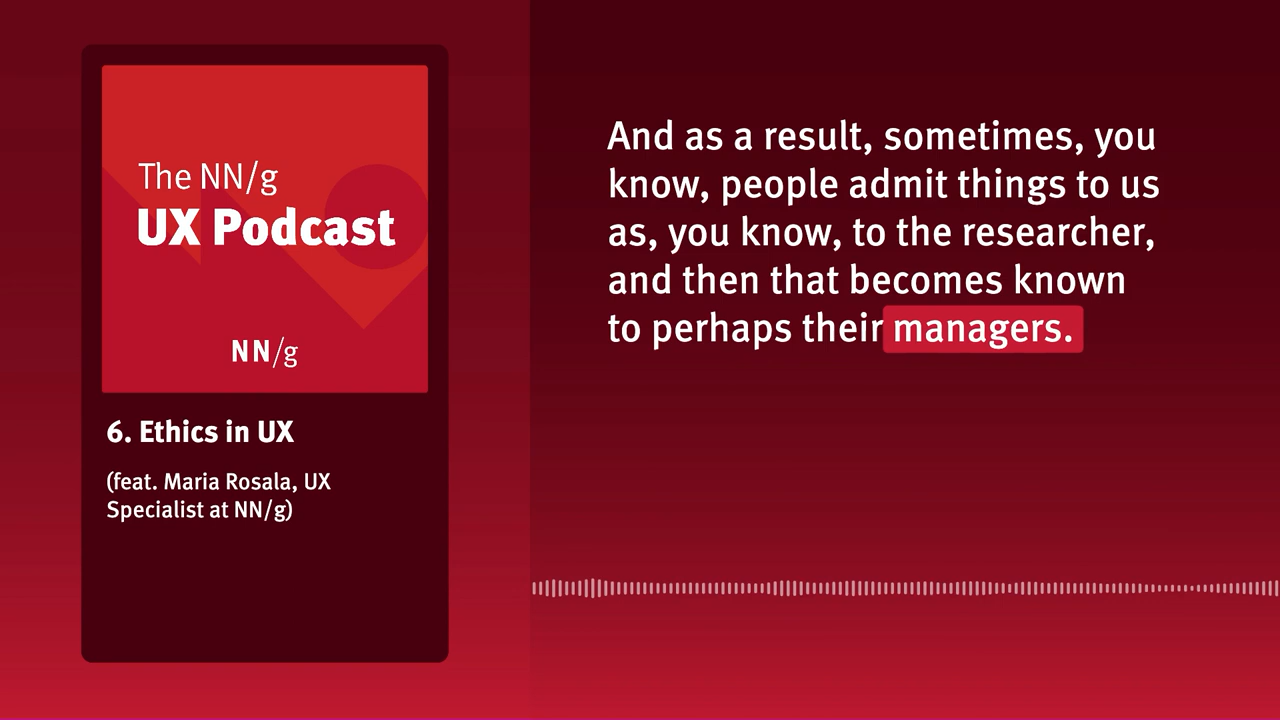 The NN/g
UX Podcast
NN/g
6. Ethics in UX
(feat. Maria Rosala, UX
Specialist at NN/g)
And as a result, sometimes, you
know, people admit things to us
as, you know, to the researcher,
and then that becomes known
to perhaps their managers.